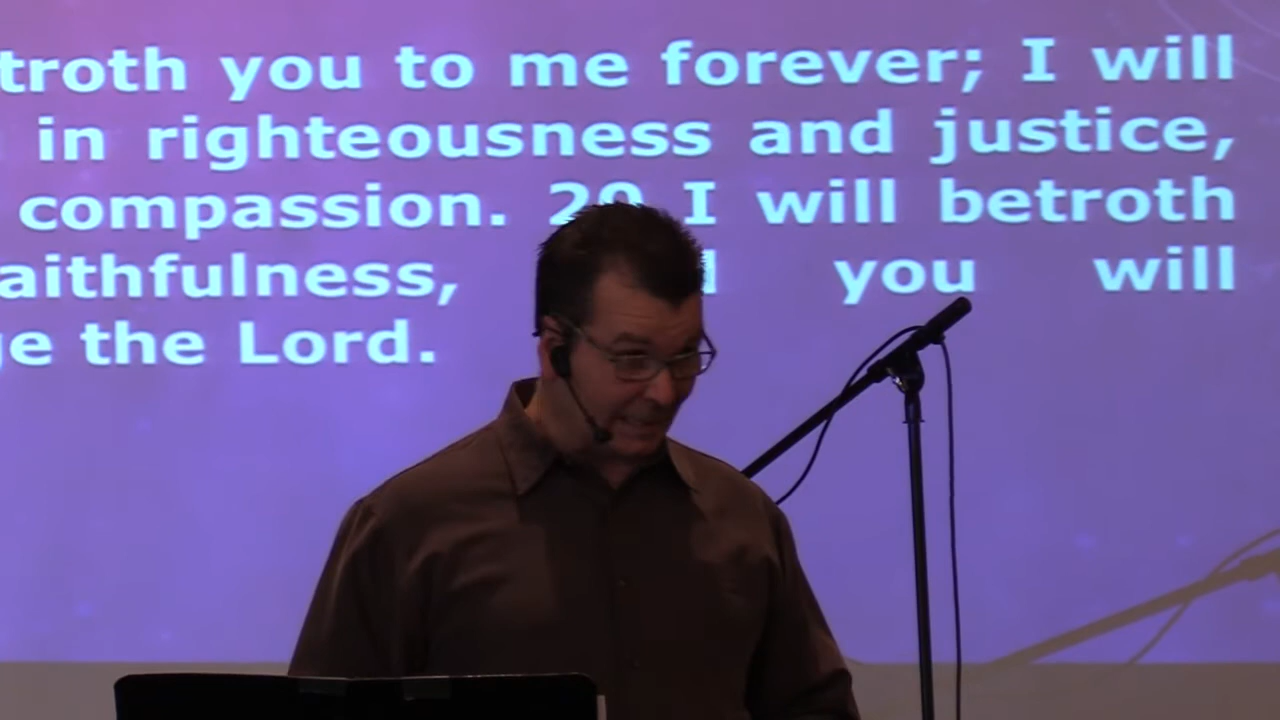 troth you to me forever; I will
in righteousness and justice,
compassion. 20 I will betroth
aithfulness, you will
ge the Lord.